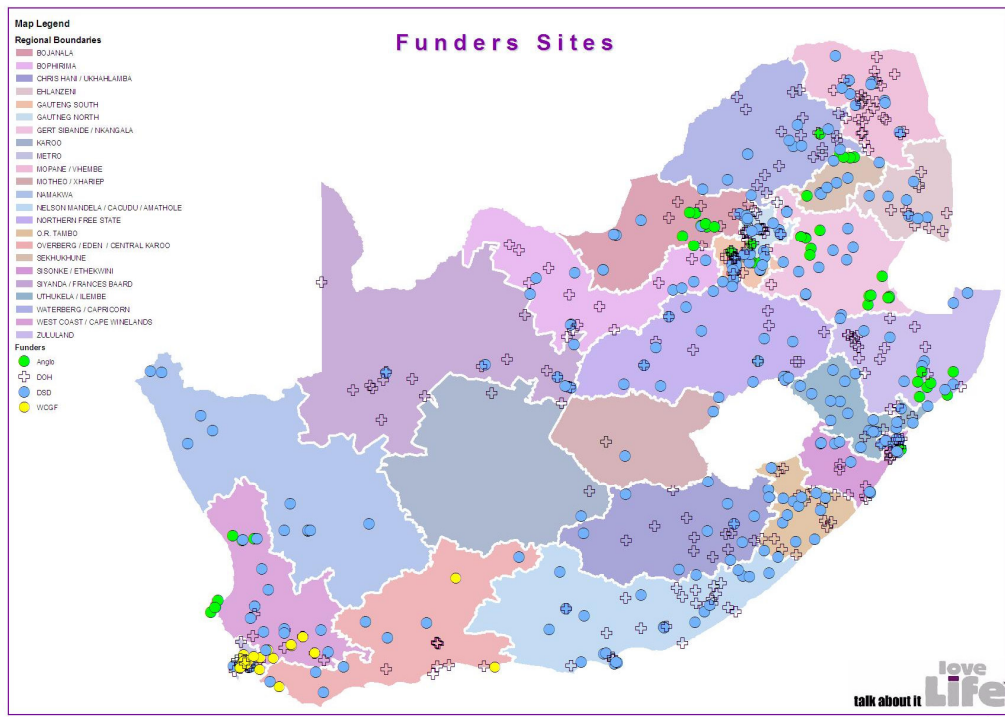 Funders Sites
Map Legend
Regional Boundaries
BOJANALA
BOPHIRIMA
CHRIS HANI / UKHAHLAMBA
EHLANZENI
GAUTENG SOUTH
GAUTNEG NORTH
GERT SIBANDE / NKANGALA
KAROO
METRO
MOPANE / VHEMBE
MOTHEO / XHARIEP
NAMAKWA
NELSON MANDELA / CACUDU / AMATHOLE
NORTHERN FREE STATE
O.R. TAMBO
OVERBERG / EDEN / CENTRAL KAROO
SEKHUKHUNE
SISONKE / ETHEKWINI
SIYANDA / FRANCES BAARD
UTHUKELA / ILEMBE
WATERBERG / CAPRICORN
WEST COAST / CAPE WINELANDS
ZULULAND
Funders
Anglo
DOH
DSD
WCGF
love
talk about it Life